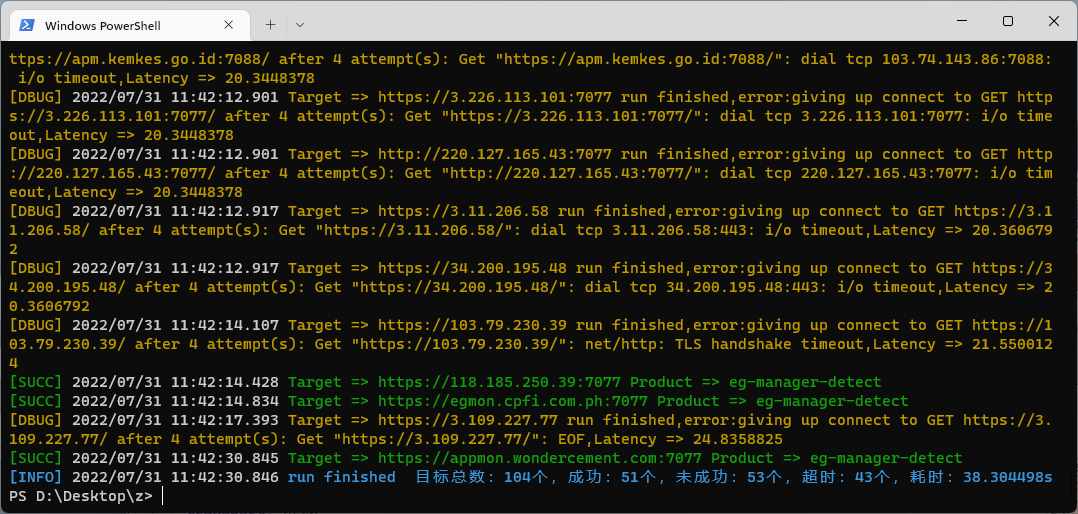 Windows PowerShell
ttps://apm.kemkes.go.id:7088/ after 4 attempt(s): Get "https://apm.kemkes.go.id:7088/": dial tcp 103.74.143.86:7088:
i/o timeout,Latency => 20.3448378
[DBUG] 2022/07/31 11:42:12.901 Target => https://3.226.113.101:7077 run finished,error:giving up connect to GET http
s://3.226.113.101:7077/ after 4 attempt(s): Get "https://3.226.113.101:7077/": dial tcp 3.226.113.101:7077: i/o time
out,Latency => 20.3448378
[DBUG] 2022/07/31 11:42:12.901 Target => http://220.127.165.43:7077 run finished,error:giving up connect to GET http
://220.127.165.43:7077/ after 4 attempt(s): Get "http://220.127.165.43:7077/": dial tcp 220.127.165.43:7077: i/o tim
eout,Latency => 20.3448378
[DBUG] 2022/07/31 11:42:12.917 Target => https://3.11.206.58 run finished,error:giving up connect to GET https://3.1
1.206.58/ after 4 attempt(s): Get "https://3.11.206.58/": dial tcp 3.11.206.58:443: i/o timeout,Latency => 20.360679
2
[DBUG] 2022/07/31 11:42:12.917 Target => https://34.200.195.48 run finished,error:giving up connect to GET https://3
4.200.195.48/ after 4 attempt(s): Get "https://34.200.195.48/": dial tcp 34.200.195.48:443: i/o timeout,Latency => 2
0.3606792
[DBUG] 2022/07/31 11:42:14.107 Target => https://103.79.230.39 run finished,error:giving up connect to GET https://1
03.79.230.39/ after 4 attempt(s): Get "https://103.79.230.39/": net/http: TLS handshake timeout,Latency => 21.550012
4
[SUCC] 2022/07/31 11:42:14.428 Target => https://118.185.250.39:7077 Product => eg-manager-detect
[SUCC] 2022/07/31 11:42:14.834 Target => https://egmon.cpfi.com.ph:7077 Product => eg-manager-detect
[DBUG] 2022/07/31 11:42:17.393 Target => https://3.109.227.77 run finished,error:giving up connect to GET https://3.
109.227.77/ after 4 attempt(s): Get "https://3.109.227.77/": EOF,Latency => 24.8358825
[SUCC] 2022/07/31 11:42:30.845 Target => https://appmon.wondercement.com:7077 Product => eg-manager-detect
[INFO] 2022/07/31 11:42:30.846 run finished 目标总数: 104个, 成功: 51个, 未成功: 53个, 超时: 43个, 耗时: 38.304498s
PS D:\Desktop\z>